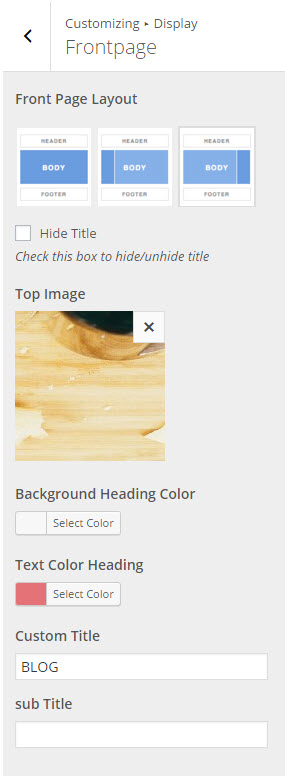 Customizing ▸ Display
Frontpage
Front Page Layout
HEADER HEADER HEADER
BODY BODY BODY
FOOTER FOOTER FOOTER
Hide Title
Check this box to hide/unhide title
Top Image
Background Heading Color
Select Color
Text Color Heading
Select Color
Custom Title
BLOG
sub Title